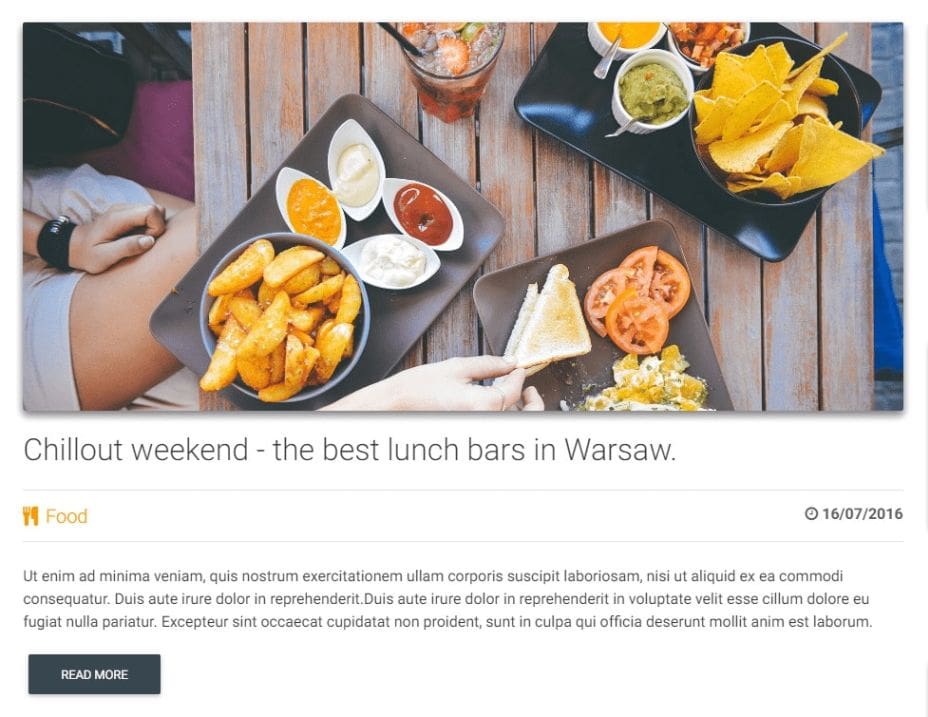 Chillout weekend - the best lunch bars in Warsaw.
Food
16/07/2016
Ut enim ad minima veniam, quis nostrum exercitationem ullam corporis suscipit laboriosam, nisi ut aliquid ex ea commodi
consequatur. Duis aute irure dolor in reprehenderit.Duis aute irure dolor in reprehenderit in voluptate velit esse cillum dolore eu
fugiat nulla pariatur. Excepteur sint occaecat cupidatat non proident, sunt in culpa qui officia deserunt mollit anim est laborum.
READ MORE